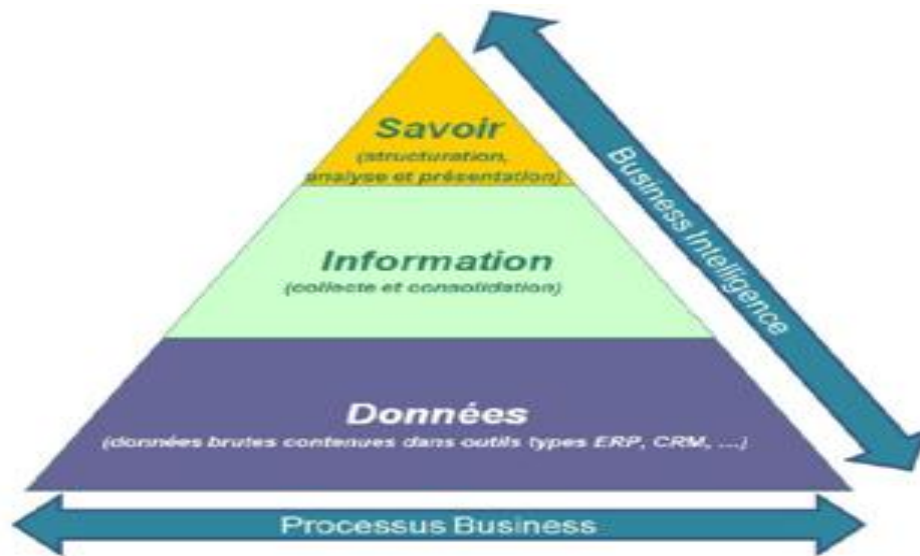 Savoir
(structuration,
analyse et présentation)
Information
(collecte et consolidation)
Données
(données brutes contenues dans outils types ERP, CRM, ...)
Business Intelligence
Processus Business